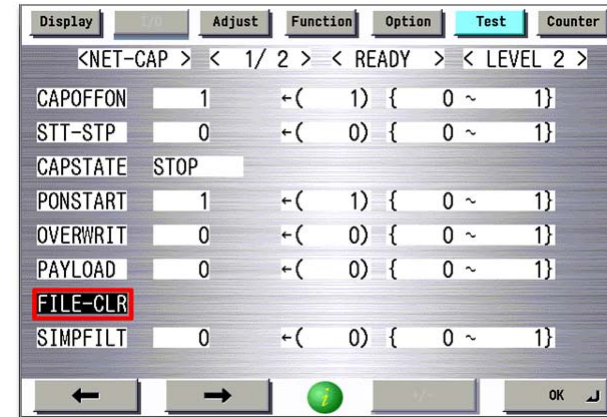 Display I/O Adjust Function Option Test Counter
<NET-CAP > < 1/ 2 > < READY > < LEVEL 2 >
CAPOFFON 1 ←( 1) { 0 ~ 1}
STT-STP 0 ←( 0) { 0 ~ 1}
CAPSTATE STOP
PONSTART 1 ←( 1) { 0 ~ 1}
OVERWRIT 0 ←( 0) { 0 ~ 1}
PAYLOAD 0 ←( 0) { 0 ~ 1}
FILE-CLR
SIMPFILT 0 ←( 0) { 0 ~ 1}
← → i +/- OK